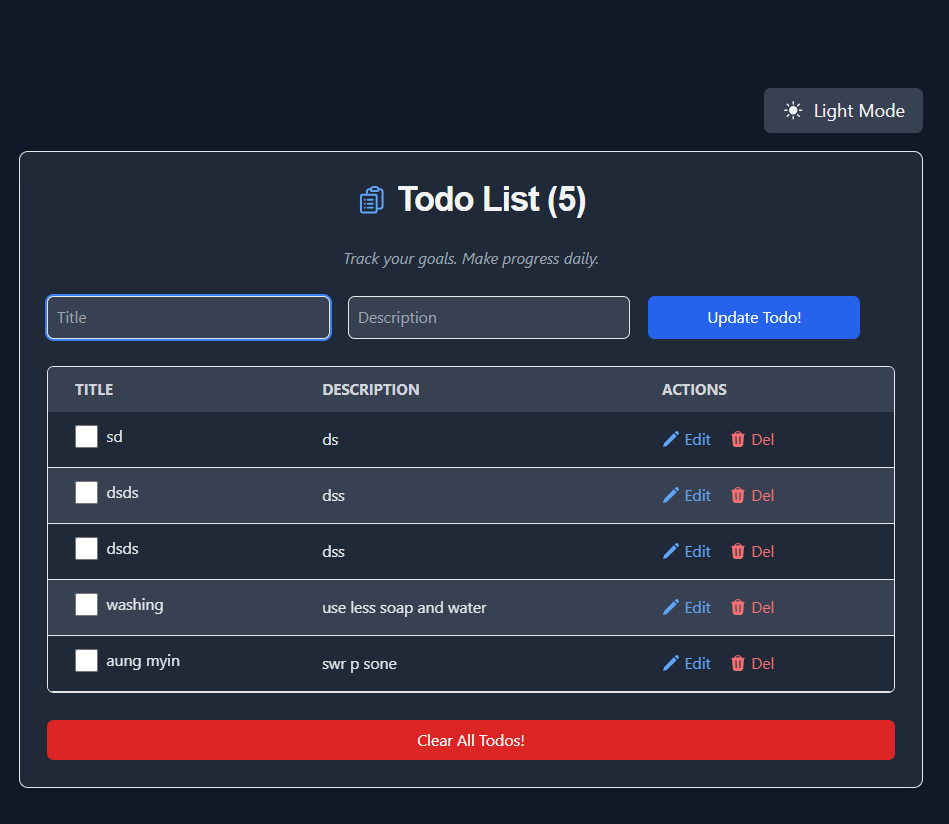 Light Mode
Todo List (5)
Track your goals. Make progress daily.
Title Description Update Todo!
TITLE DESCRIPTION ACTIONS
sd ds Edit Del
dsds dss Edit Del
dsds dss Edit Del
washing use less soap and water Edit Del
aung myin swr p sone Edit Del
Clear All Todos!